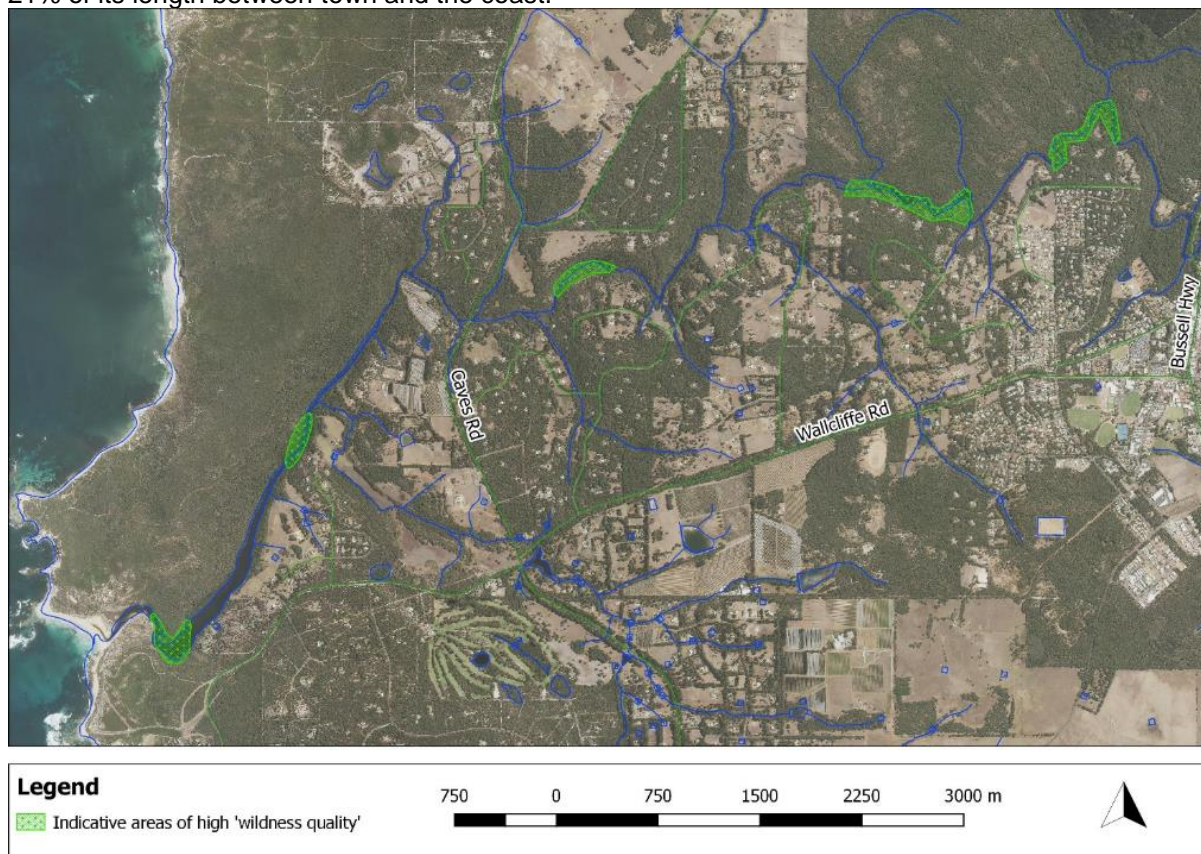 21% of its length between town and the coast.
Bussell Hwy
Caves Rd
Wallcliffe Rd
Legend
Indicative areas of high 'wildness quality'
750 0 750 1500 2250 3000 m